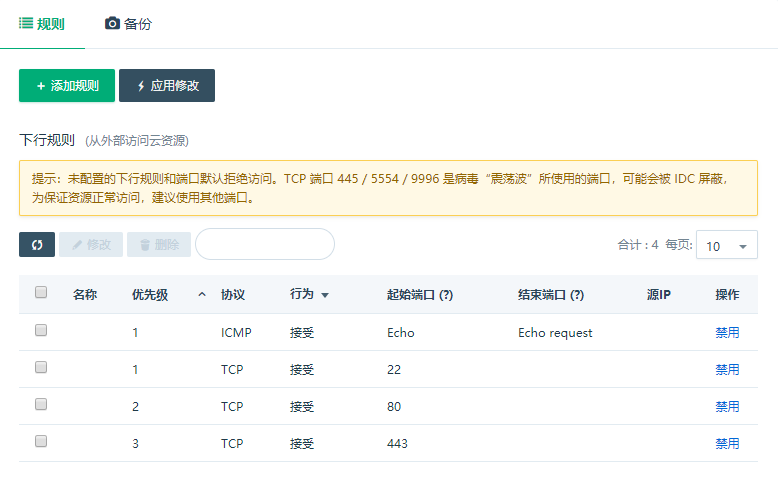 规则 备份
+ 添加规则 应用修改
下行规则 (从外部访问云资源)
提示：未配置的下行规则和端口默认拒绝访问。TCP 端口 445 / 5554 / 9996 是病毒“震荡波”所使用的端口，可能会被 IDC 屏蔽，
为保证资源正常访问，建议使用其他端口。
修改 删除 合计 : 4 每页: 10
名称 优先级 协议 行为 起始端口 (?) 结束端口 (?) 源IP 操作
1 ICMP 接受 Echo Echo request 禁用
1 TCP 接受 22 禁用
2 TCP 接受 80 禁用
3 TCP 接受 443 禁用